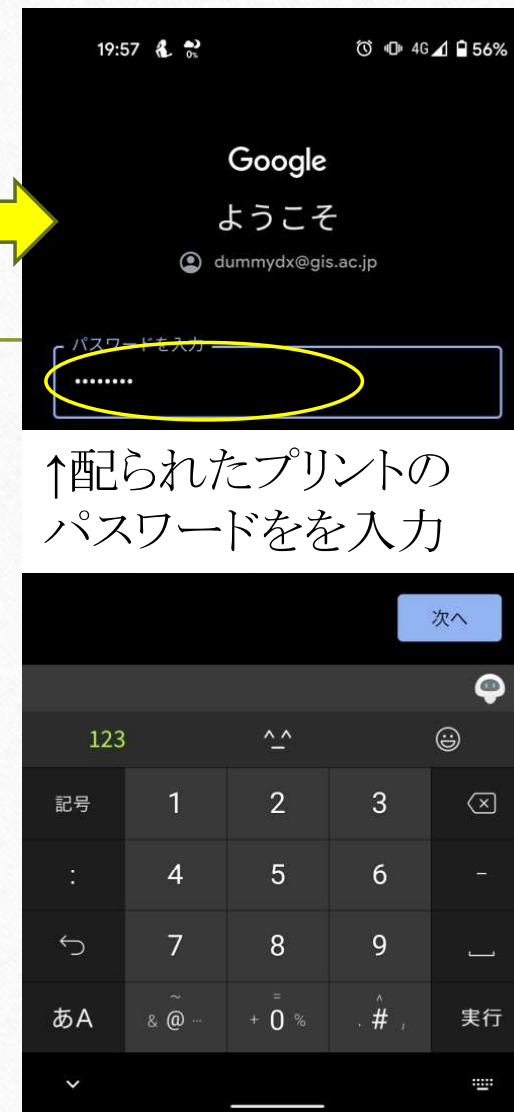 19:57 0% 4G 56%
Google
ようこそ
dummydx@gis.ac.jp
パスワードを入力
••••••••
↑配られたプリントの
パスワードをを入力
次へ
123 ^_^
記号 1 2 3
: 4 5 6 −
7 8 9
あA & @ ~ … + 0 = % . # ^ , 実行